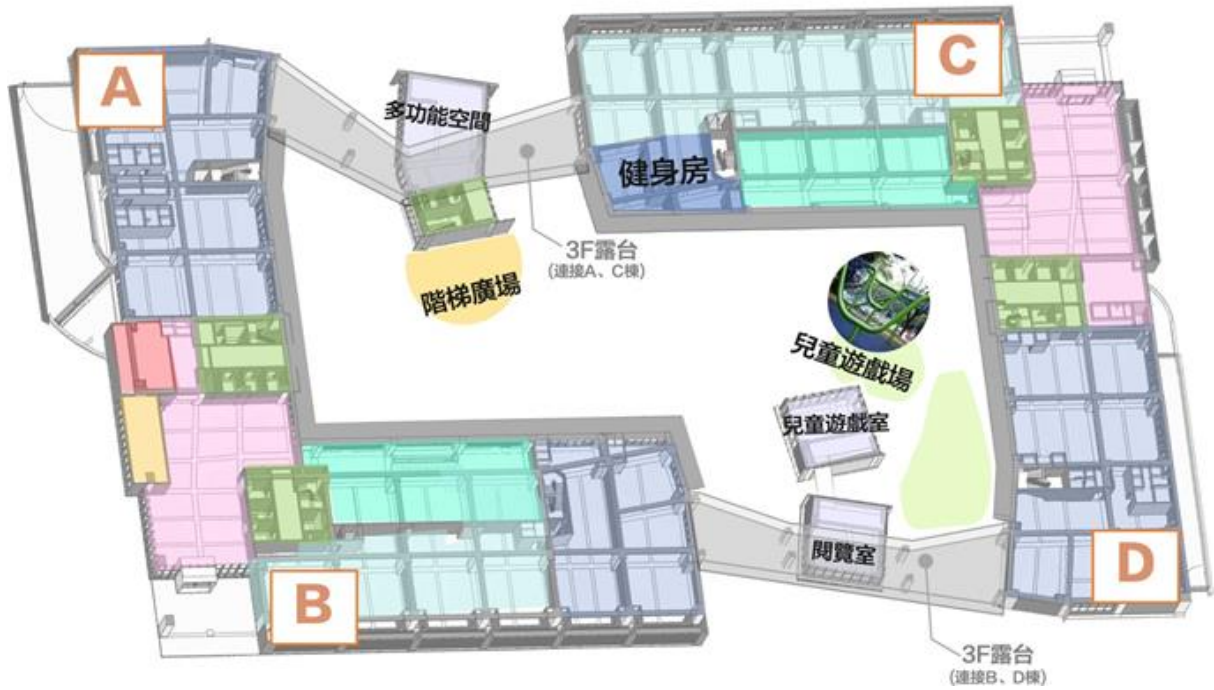 A
多功能空間
C
健身房
3F露台
(連接A、C棟)
階梯廣場
兒童遊戲場
兒童遊戲室
閱覽室
B
D
3F露台
(連接B、D棟)